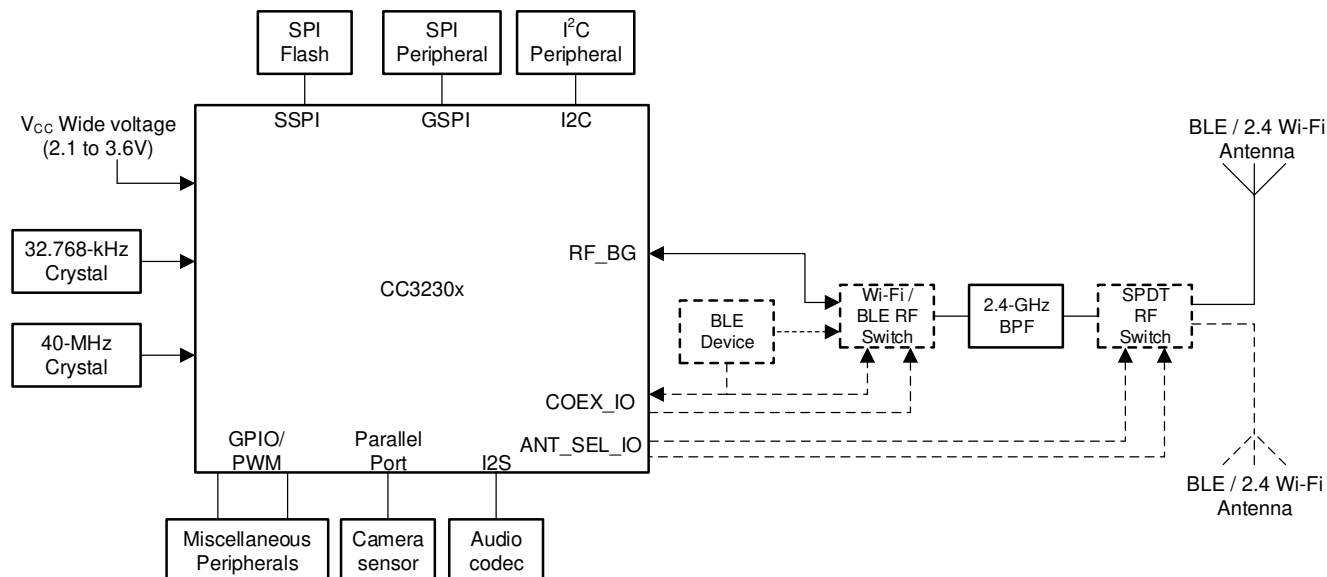 SPI
Flash
SPI
Peripheral
I²C
Peripheral
SSPI
GSPI
I2C
VCC Wide voltage
(2.1 to 3.6V)
BLE / 2.4 Wi-Fi
Antenna
32.768-kHz
Crystal
RF_BG
CC3230x
40-MHz
Crystal
BLE
Device
Wi-Fi /
BLE RF
Switch
2.4-GHz
BPF
SPDT
RF
Switch
COEX_IO
ANT_SEL_IO
GPIO/
PWM
Parallel
Port
I2S
BLE / 2.4 Wi-Fi
Antenna
Miscellaneous
Peripherals
Camera
sensor
Audio
codec